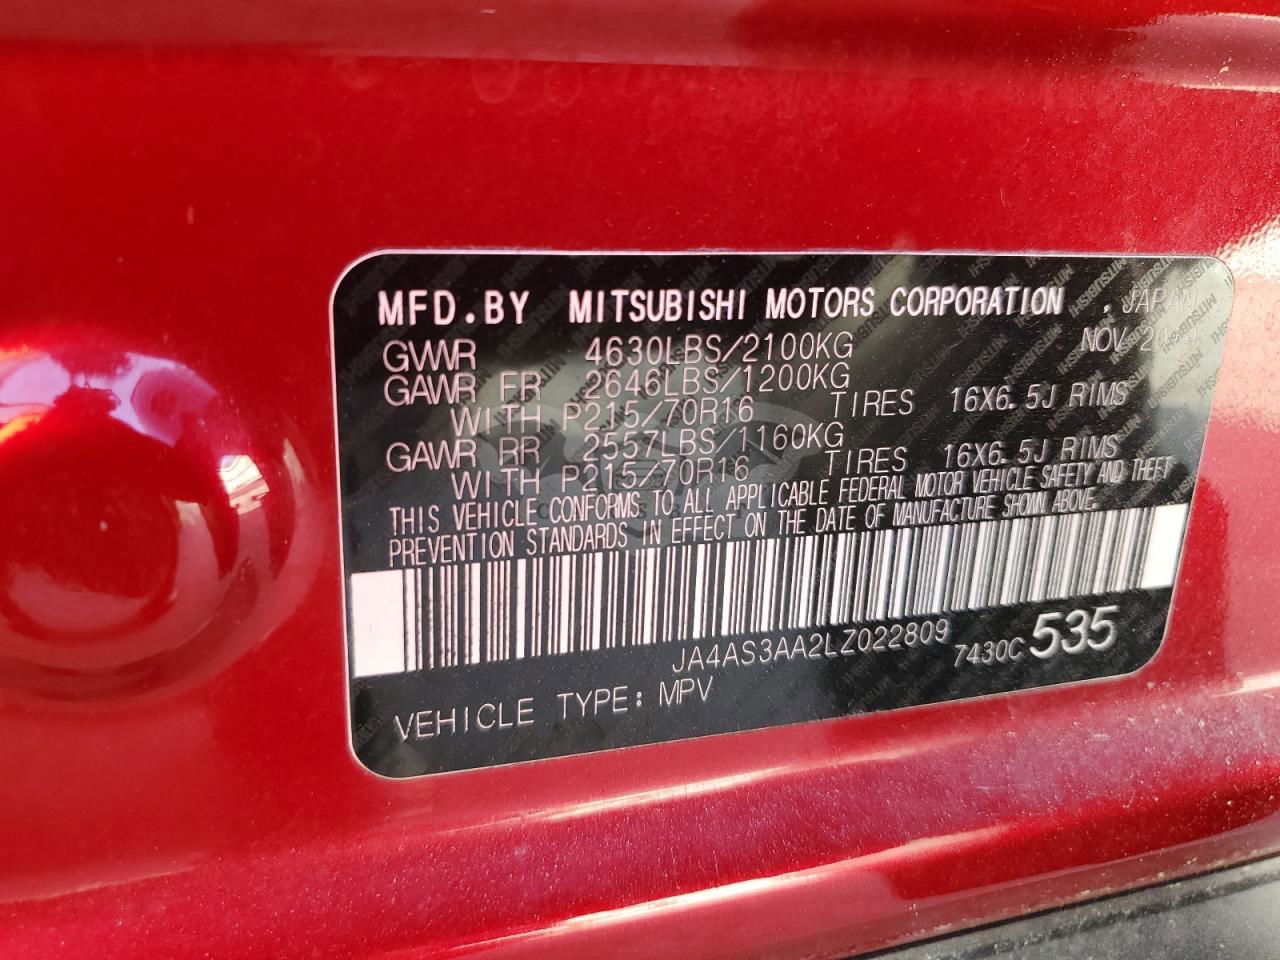 MFD.BY MITSUBISHI MOTORS CORPORATION , JAPAN
GVWR 4630LBS/2100KG NOV
GAWR FR 2646LBS/1200KG
WITH P215/70R16 TIRES 16X6.5J RIMS
GAWR RR 2557LBS/1160KG
WITH P215/70R16 TIRES 16X6.5J RIMS
THIS VEHICLE CONFORMS TO ALL APPLICABLE FEDERAL MOTOR VEHICLE SAFETY AND THEFT
PREVENTION STANDARDS IN EFFECT ON THE DATE OF MANUFACTURE SHOWN ABOVE.
JA4AS3AA2LZ022809 7430C 535
VEHICLE TYPE: MPV